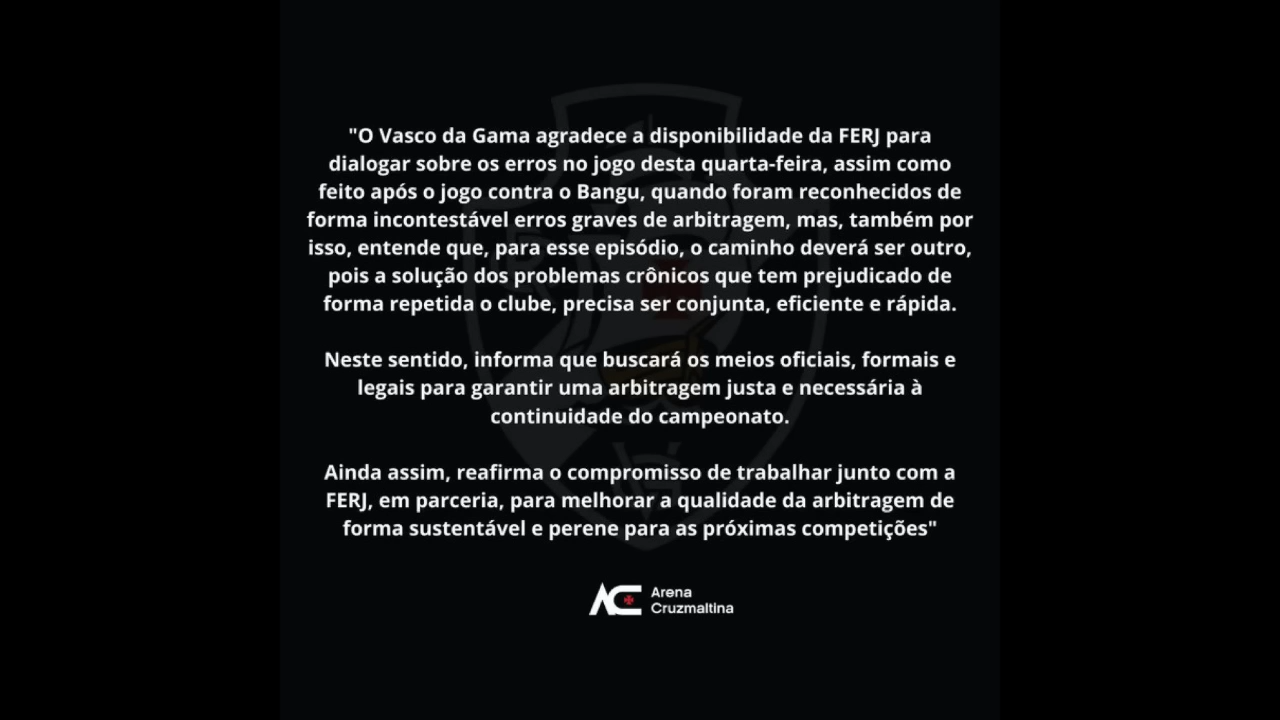 "O Vasco da Gama agradece a disponibilidade da FERJ para
dialogar sobre os erros no jogo desta quarta-feira, assim como
feito após o jogo contra o Bangu, quando foram reconhecidos de
forma incontestável erros graves de arbitragem, mas, também por
isso, entende que, para esse episódio, o caminho deverá ser outro,
pois a solução dos problemas crônicos que tem prejudicado de
forma repetida o clube, precisa ser conjunta, eficiente e rápida.
Neste sentido, informa que buscará os meios oficiais, formais e
legais para garantir uma arbitragem justa e necessária à
continuidade do campeonato.
Ainda assim, reafirma o compromisso de trabalhar junto com a
FERJ, em parceria, para melhorar a qualidade da arbitragem de
forma sustentável e perene para as próximas competições"
AC Arena
Cruzmaltina